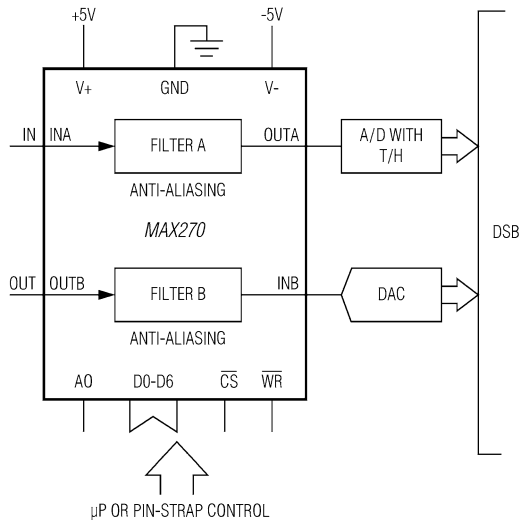 +5V
-5V
V+
GND
V-
IN
INA
FILTER A
OUTA
A/D WITH
T/H
ANTI-ALIASING
MAX270
DSB
OUT
OUTB
FILTER B
INB
DAC
ANTI-ALIASING
AO
D0-D6
CS
WR
µP OR PIN-STRAP CONTROL